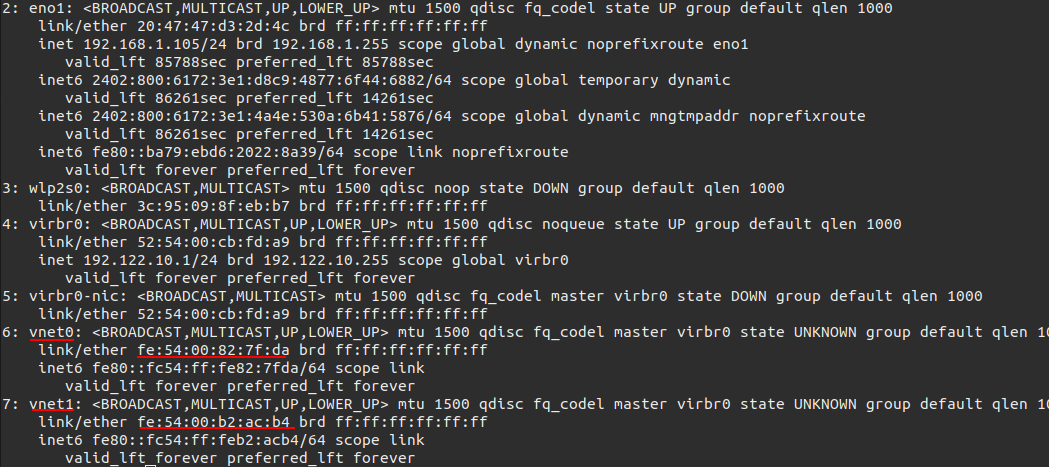 2: eno1: <BROADCAST,MULTICAST,UP,LOWER_UP> mtu 1500 qdisc fq_codel state UP group default qlen 1000
    link/ether 20:47:47:d3:2d:4c brd ff:ff:ff:ff:ff:ff
    inet 192.168.1.105/24 brd 192.168.1.255 scope global dynamic noprefixroute eno1
       valid_lft 85788sec preferred_lft 85788sec
    inet6 2402:800:6172:3e1:d8c9:4877:6f44:6882/64 scope global temporary dynamic
       valid_lft 86261sec preferred_lft 14261sec
    inet6 2402:800:6172:3e1:4a4e:530a:6b41:5876/64 scope global dynamic mngtmpaddr noprefixroute
       valid_lft 86261sec preferred_lft 14261sec
    inet6 fe80::ba79:ebd6:2022:8a39/64 scope link noprefixroute
       valid_lft forever preferred_lft forever
3: wlp2s0: <BROADCAST,MULTICAST> mtu 1500 qdisc noop state DOWN group default qlen 1000
    link/ether 3c:95:09:8f:eb:b7 brd ff:ff:ff:ff:ff:ff
4: virbr0: <BROADCAST,MULTICAST,UP,LOWER_UP> mtu 1500 qdisc noqueue state UP group default qlen 1000
    link/ether 52:54:00:cb:fd:a9 brd ff:ff:ff:ff:ff:ff
    inet 192.122.10.1/24 brd 192.122.10.255 scope global virbr0
       valid_lft forever preferred_lft forever
5: virbr0-nic: <BROADCAST,MULTICAST> mtu 1500 qdisc fq_codel master virbr0 state DOWN group default qlen 1000
    link/ether 52:54:00:cb:fd:a9 brd ff:ff:ff:ff:ff:ff
6: vnet0: <BROADCAST,MULTICAST,UP,LOWER_UP> mtu 1500 qdisc fq_codel master virbr0 state UNKNOWN group default qlen 10
    link/ether fe:54:00:82:7f:da brd ff:ff:ff:ff:ff:ff
    inet6 fe80::fc54:ff:fe82:7fda/64 scope link
       valid_lft forever preferred_lft forever
7: vnet1: <BROADCAST,MULTICAST,UP,LOWER_UP> mtu 1500 qdisc fq_codel master virbr0 state UNKNOWN group default qlen 10
    link/ether fe:54:00:b2:ac:b4 brd ff:ff:ff:ff:ff:ff
    inet6 fe80::fc54:ff:feb2:acb4/64 scope link
       valid_lft forever preferred_lft forever